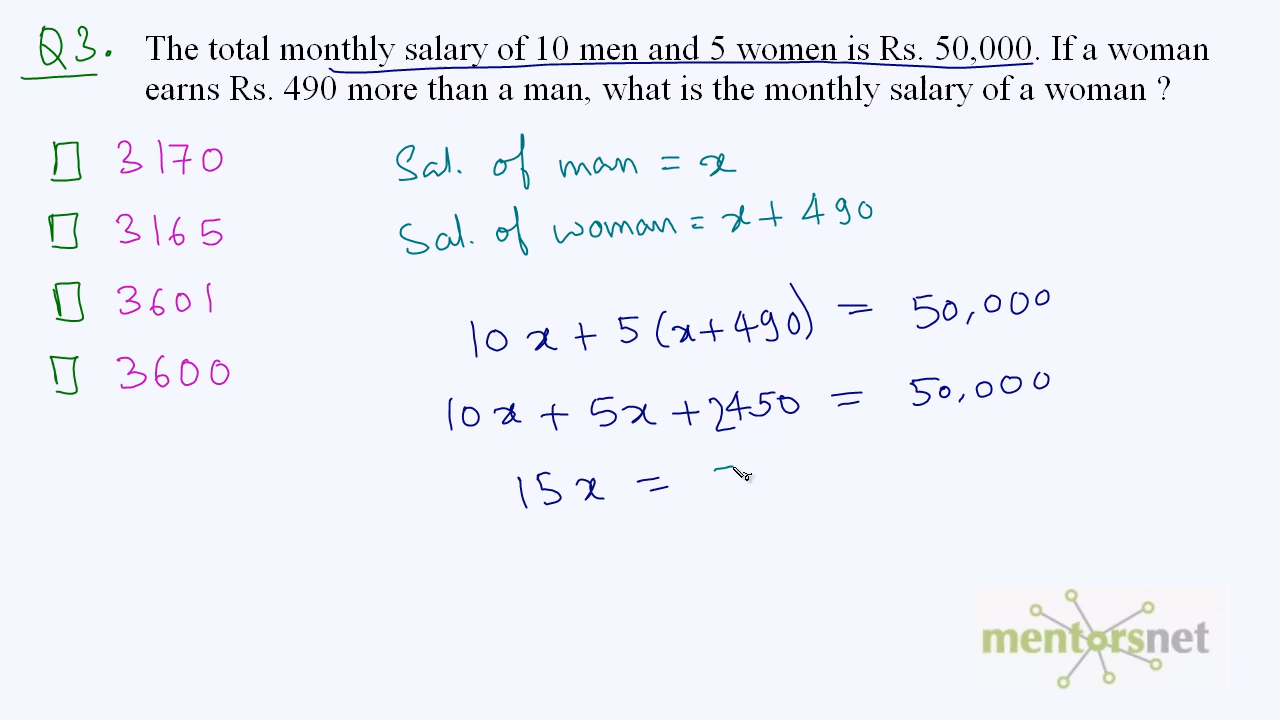 Q3. The total monthly salary of 10 men and 5 women is Rs. 50,000. If a woman
earns Rs. 490 more than a man, what is the monthly salary of a woman ?
3170
3165
3601
3600
Sal. of man = x
Sal. of woman = x + 490
10x + 5(x+490) = 50,000
10x + 5x + 2450 = 50,000
15x =
mentorsnet